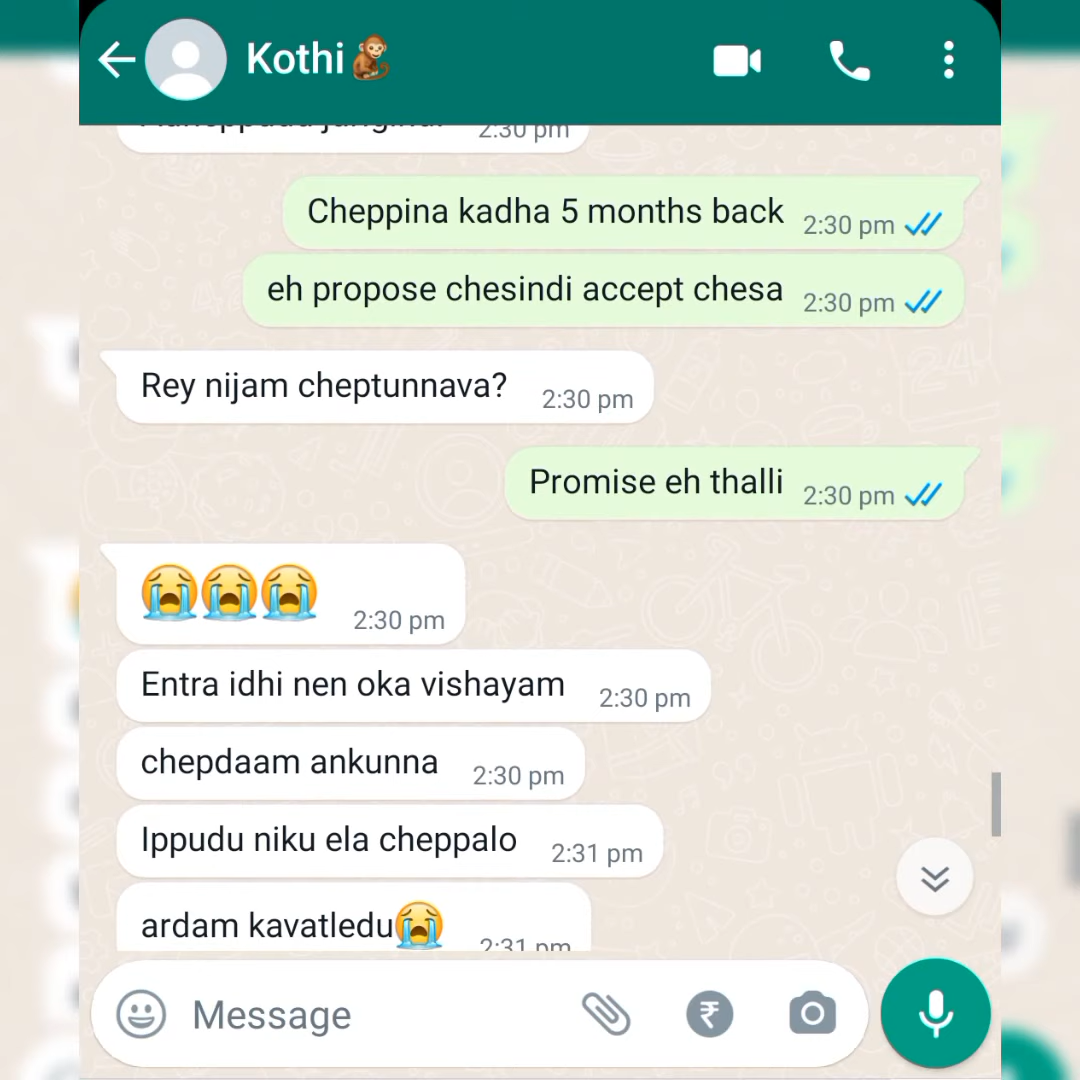 Kothi🐒
2:30 pm
Cheppina kadha 5 months back 2:30 pm
eh propose chesindi accept chesa 2:30 pm
Rey nijam cheptunnava? 2:30 pm
Promise eh thalli 2:30 pm
😭😭😭 2:30 pm
Entra idhi nen oka vishayam 2:30 pm
chepdaam ankunna 2:30 pm
Ippudu niku ela cheppalo 2:31 pm
ardam kavatledu😭 2:31 pm
Message